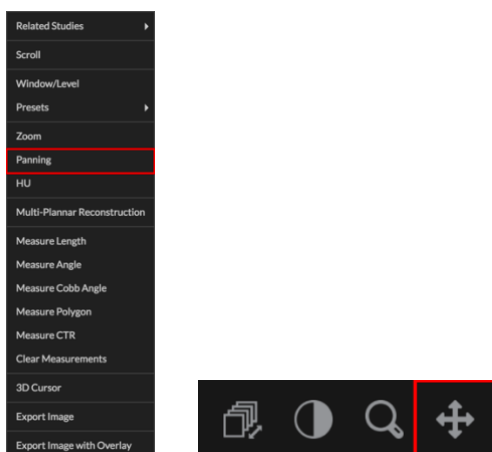 Related Studies
Scroll
Window/Level
Presets
Zoom
Panning
HU
Multi-Plannar Reconstruction
Measure Length
Measure Angle
Measure Cobb Angle
Measure Polygon
Measure CTR
Clear Measurements
3D Cursor
Export Image
Export Image with Overlay